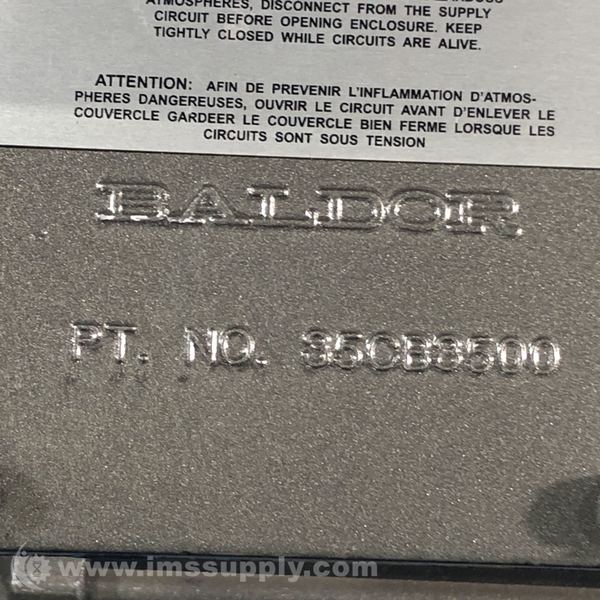 ATMOSPHERES, DISCONNECT FROM THE SUPPLY
CIRCUIT BEFORE OPENING ENCLOSURE. KEEP
TIGHTLY CLOSED WHILE CIRCUITS ARE ALIVE.
ATTENTION: AFIN DE PREVENIR L'INFLAMMATION D'ATMOS-
PHERES DANGEREUSES, OUVRIR LE CIRCUIT AVANT D'ENLEVER LE
COUVERCLE GARDEER LE COUVERCLE BIEN FERME LORSQUE LES
CIRCUITS SONT SOUS TENSION
BALDOR
PT. NO. 35CB3500
www.imssupply.com